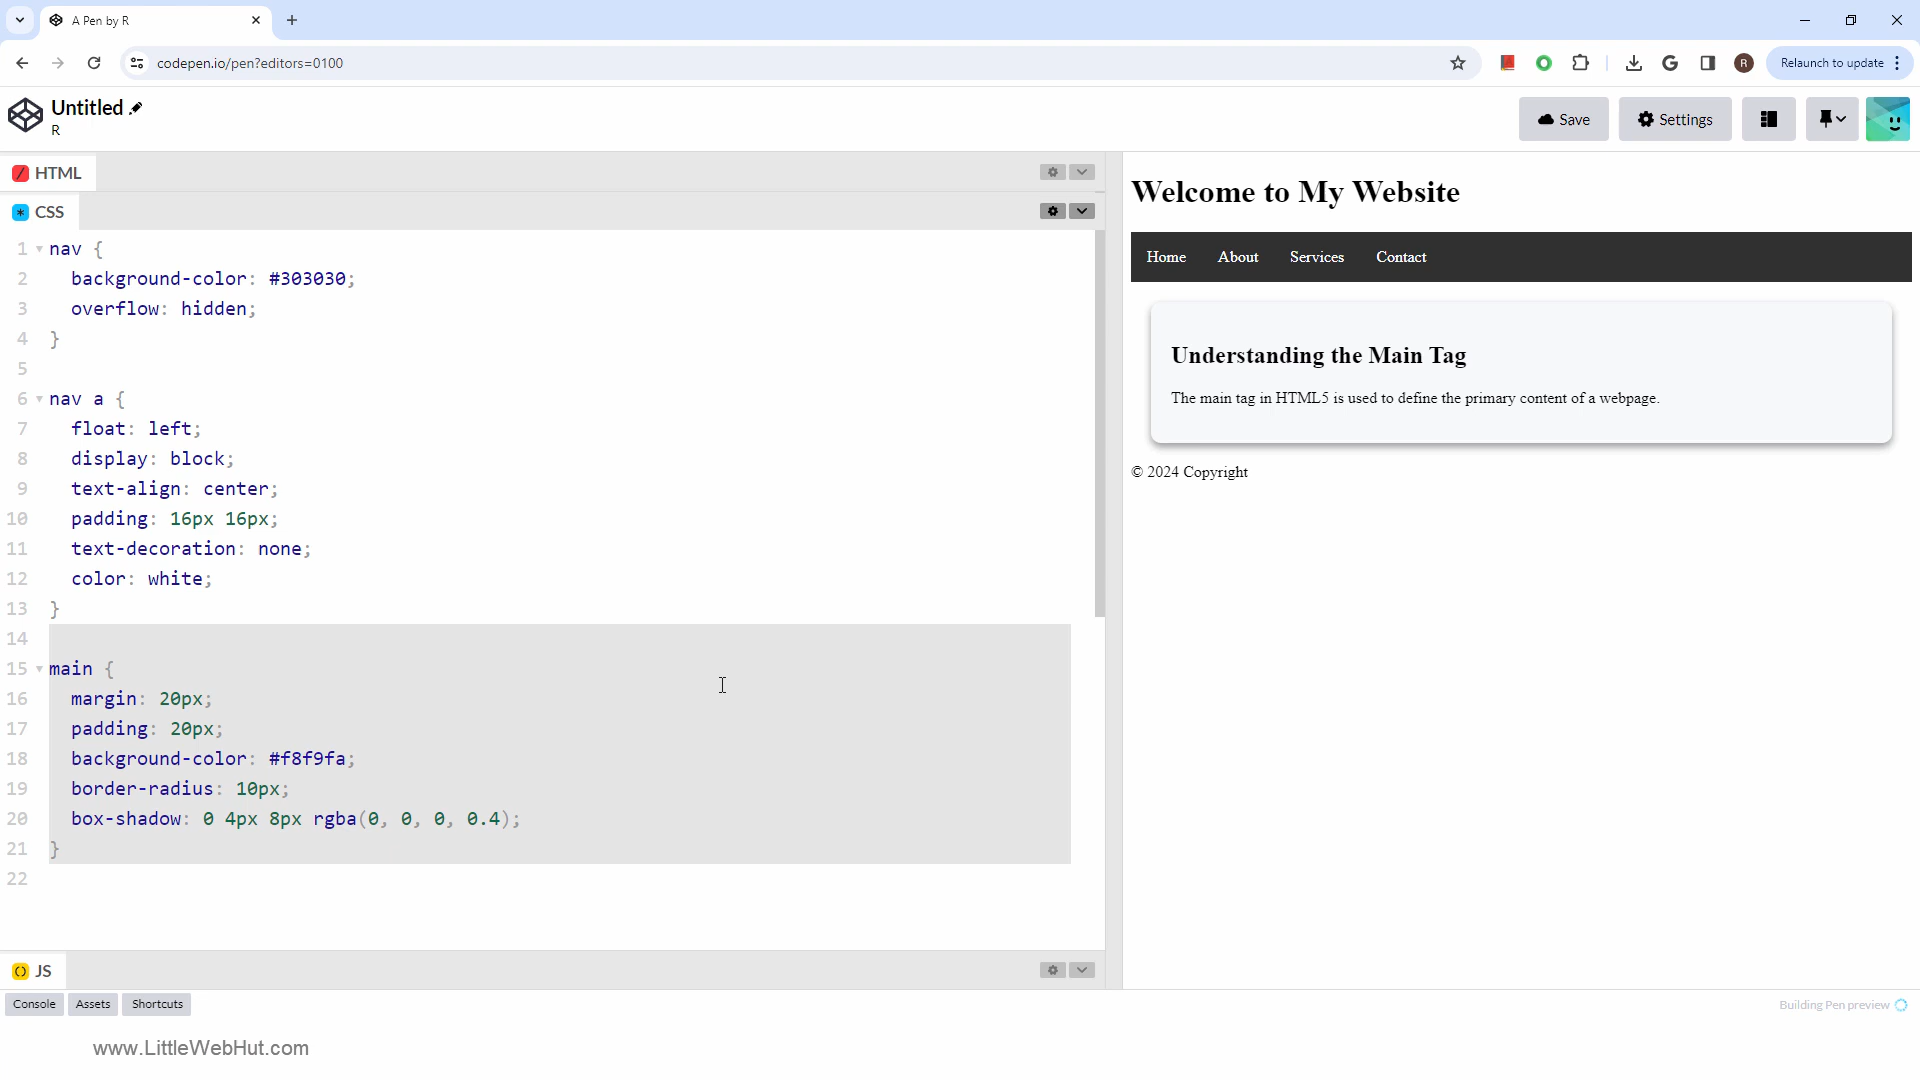 A Pen by R
codepen.io/pen?editors=0100
R
Relaunch to update
Untitled
R
Save
Settings
HTML
CSS
1 nav {
2 background-color: #303030;
3 overflow: hidden;
4 }
5
6 nav a {
7 float: left;
8 display: block;
9 text-align: center;
10 padding: 16px 16px;
11 text-decoration: none;
12 color: white;
13 }
14
15 main {
16 margin: 20px;
17 padding: 20px;
18 background-color: #f8f9fa;
19 border-radius: 10px;
20 box-shadow: 0 4px 8px rgba(0, 0, 0, 0.4);
21 }
22
JS
Console Assets Shortcuts
Welcome to My Website
Home About Services Contact
Understanding the Main Tag
The main tag in HTML5 is used to define the primary content of a webpage.
© 2024 Copyright
Building Pen preview
www.LittleWebHut.com